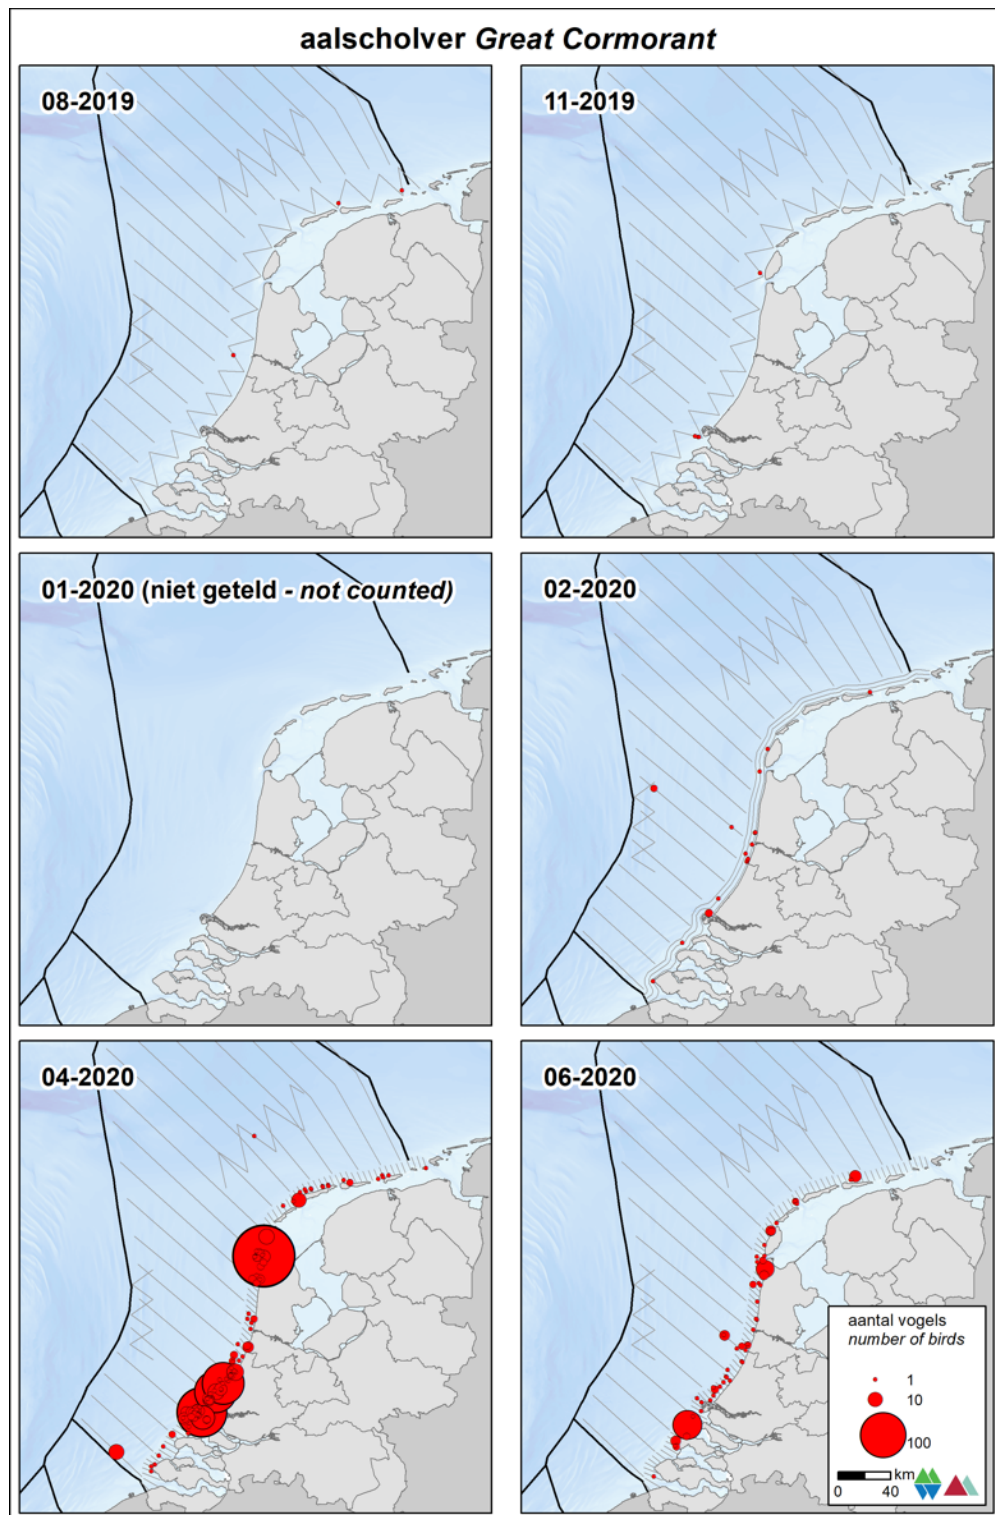 aalscholver Great Cormorant
08-2019
11-2019
01-2020 (niet geteld - not counted)
02-2020
04-2020
06-2020
aantal vogels
number of birds
1
10
100
km
0 40